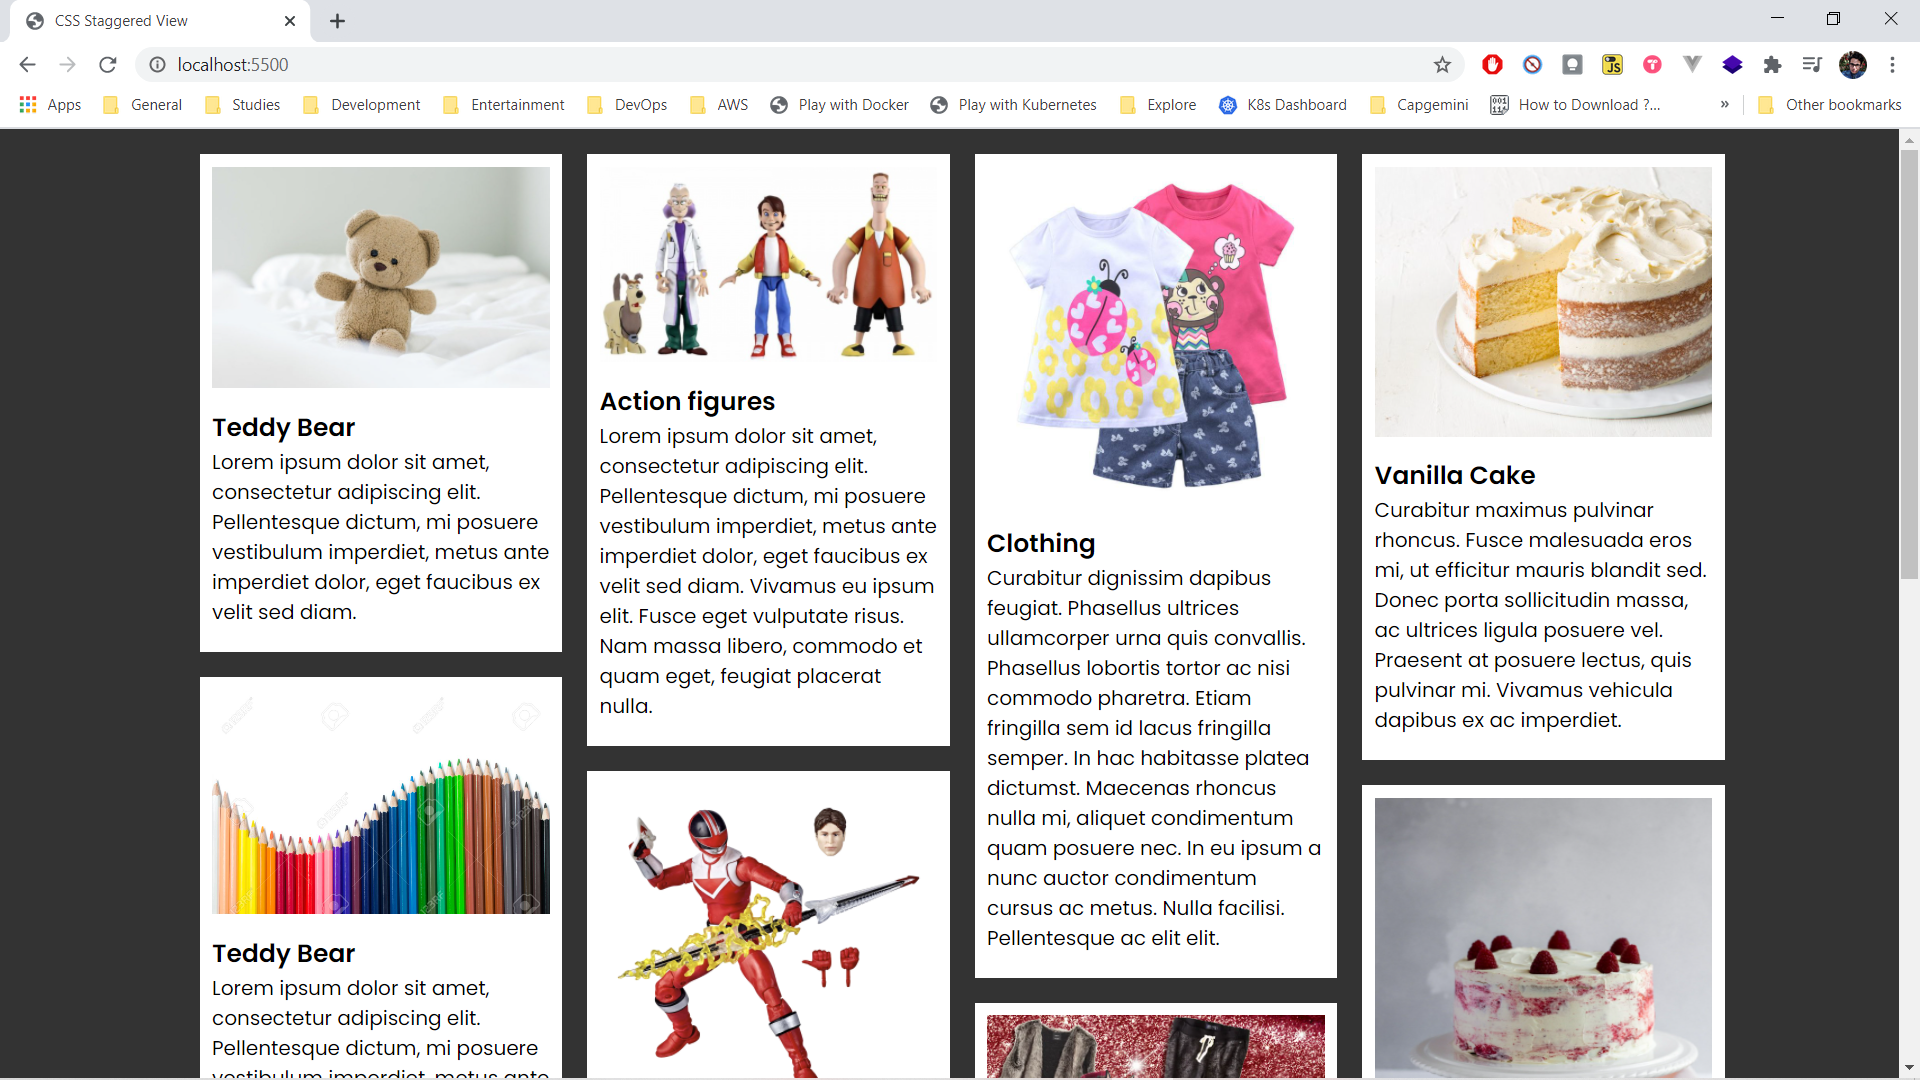 CSS Staggered View
localhost:5500
Apps
General
Studies
Development
Entertainment
DevOps
AWS
Play with Docker
Play with Kubernetes
Explore
K8s Dashboard
Capgemini
How to Download ?...
»
Other bookmarks
JS
Teddy Bear
Lorem ipsum dolor sit amet,
consectetur adipiscing elit.
Pellentesque dictum, mi posuere
vestibulum imperdiet, metus ante
imperdiet dolor, eget faucibus ex
velit sed diam.
Teddy Bear
Lorem ipsum dolor sit amet,
consectetur adipiscing elit.
Pellentesque dictum, mi posuere
vestibulum imperdiet, metus ante
Action figures
Lorem ipsum dolor sit amet,
consectetur adipiscing elit.
Pellentesque dictum, mi posuere
vestibulum imperdiet, metus ante
imperdiet dolor, eget faucibus ex
velit sed diam. Vivamus eu ipsum
elit. Fusce eget vulputate risus.
Nam massa libero, commodo et
quam eget, feugiat placerat
nulla.
Clothing
Curabitur dignissim dapibus
feugiat. Phasellus ultrices
ullamcorper urna quis convallis.
Phasellus lobortis tortor ac nisi
commodo pharetra. Etiam
fringilla sem id lacus fringilla
semper. In hac habitasse platea
dictumst. Maecenas rhoncus
nulla mi, aliquet condimentum
quam posuere nec. In eu ipsum a
nunc auctor condimentum
cursus ac metus. Nulla facilisi.
Pellentesque ac elit elit.
Vanilla Cake
Curabitur maximus pulvinar
rhoncus. Fusce malesuada eros
mi, ut efficitur mauris blandit sed.
Donec porta sollicitudin massa,
ac ultrices ligula posuere vel.
Praesent at posuere lectus, quis
pulvinar mi. Vivamus vehicula
dapibus ex ac imperdiet.